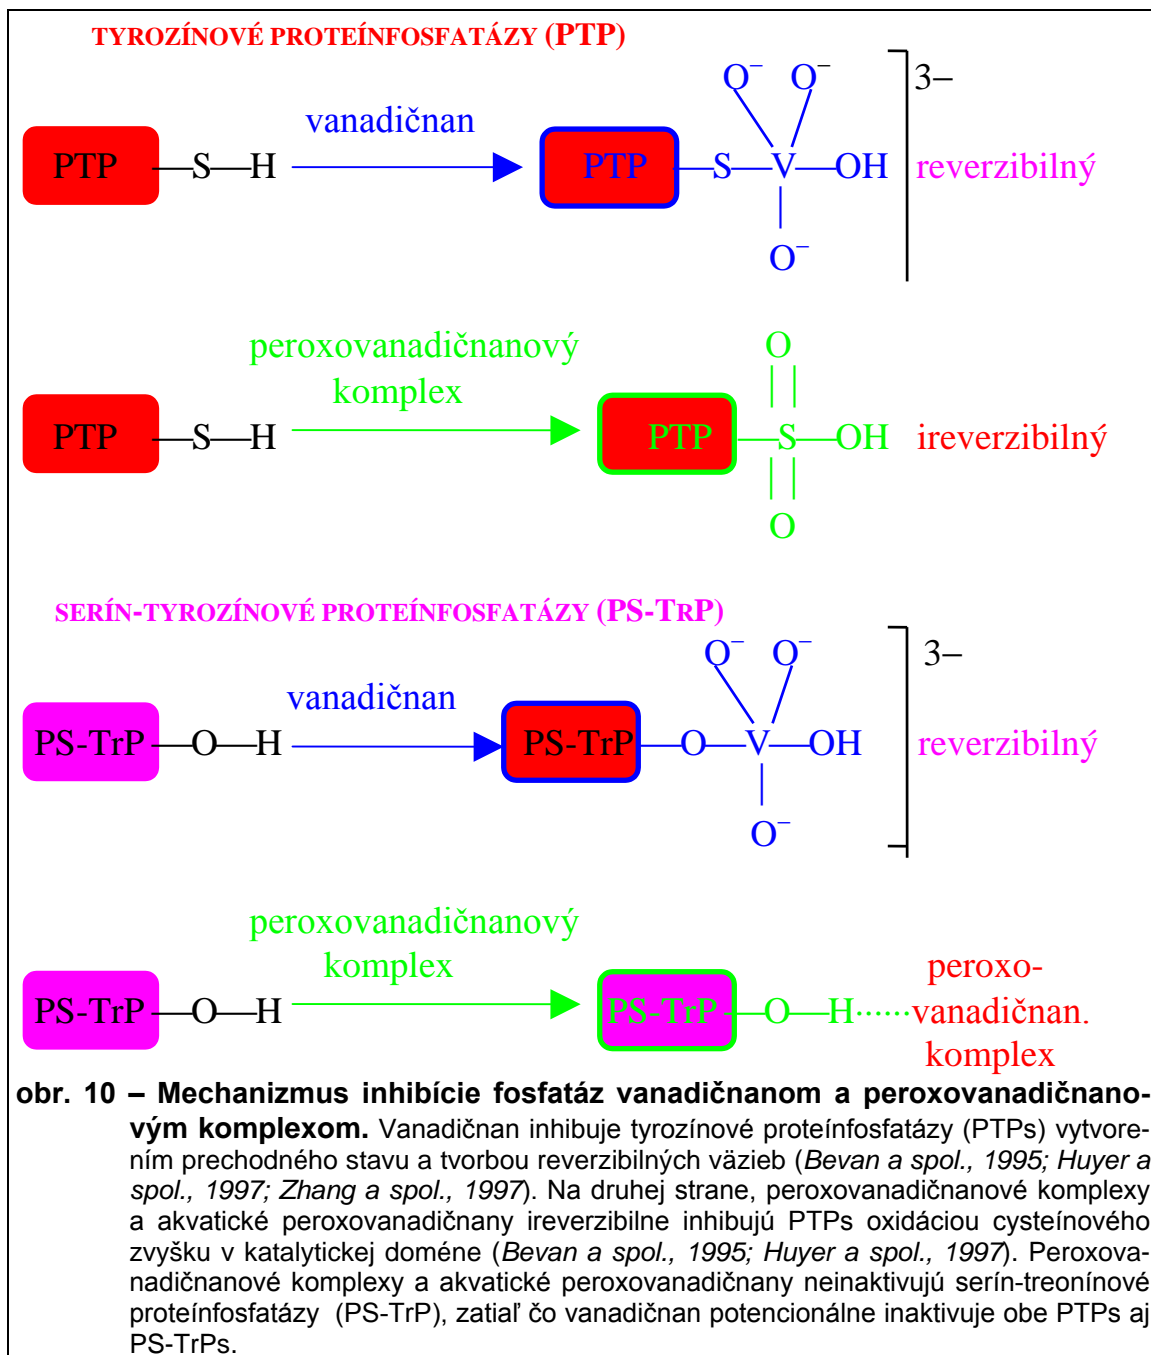 TYROZÍNOVÉ PROTEÍNFOSFATÁZY (PTP)
O– O– 3–
vanadičnan
PTP S H PTP S V OH reverzibilný
O–
peroxovanadičnanový
komplex
O
PTP S H PTP S OH ireverzibilný
O
SERÍN-TYROZÍNOVÉ PROTEÍNFOSFATÁZY (PS-TRP)
O– O– 3–
vanadičnan
PS-TrP O H PS-TrP O V OH reverzibilný
O–
peroxovanadičnanový
komplex
PS-TrP O H PS-TrP O H ······
peroxo-
vanadičnan.
komplex
obr. 10 – Mechanizmus inhibície fosfatáz vanadičnanom a peroxovanadičnano-
vým komplexom. Vanadičnan inhibuje tyrozínové proteínfosfatázy (PTPs) vytvore-
ním prechodného stavu a tvorbou reverzibilných väzieb (Bevan a spol., 1995; Huyer a
spol., 1997; Zhang a spol., 1997). Na druhej strane, peroxovanadičnanové komplexy
a akvatické peroxovanadičnany ireverzibilne inhibujú PTPs oxidáciou cysteínového
zvyšku v katalytickej doméne (Bevan a spol., 1995; Huyer a spol., 1997). Peroxova-
nadičnanové komplexy a akvatické peroxovanadičnany neinaktivujú serín-treonínové
proteínfosfatázy (PS-TrP), zatiaľ čo vanadičnan potencionálne inaktivuje obe PTPs aj
PS-TrPs.